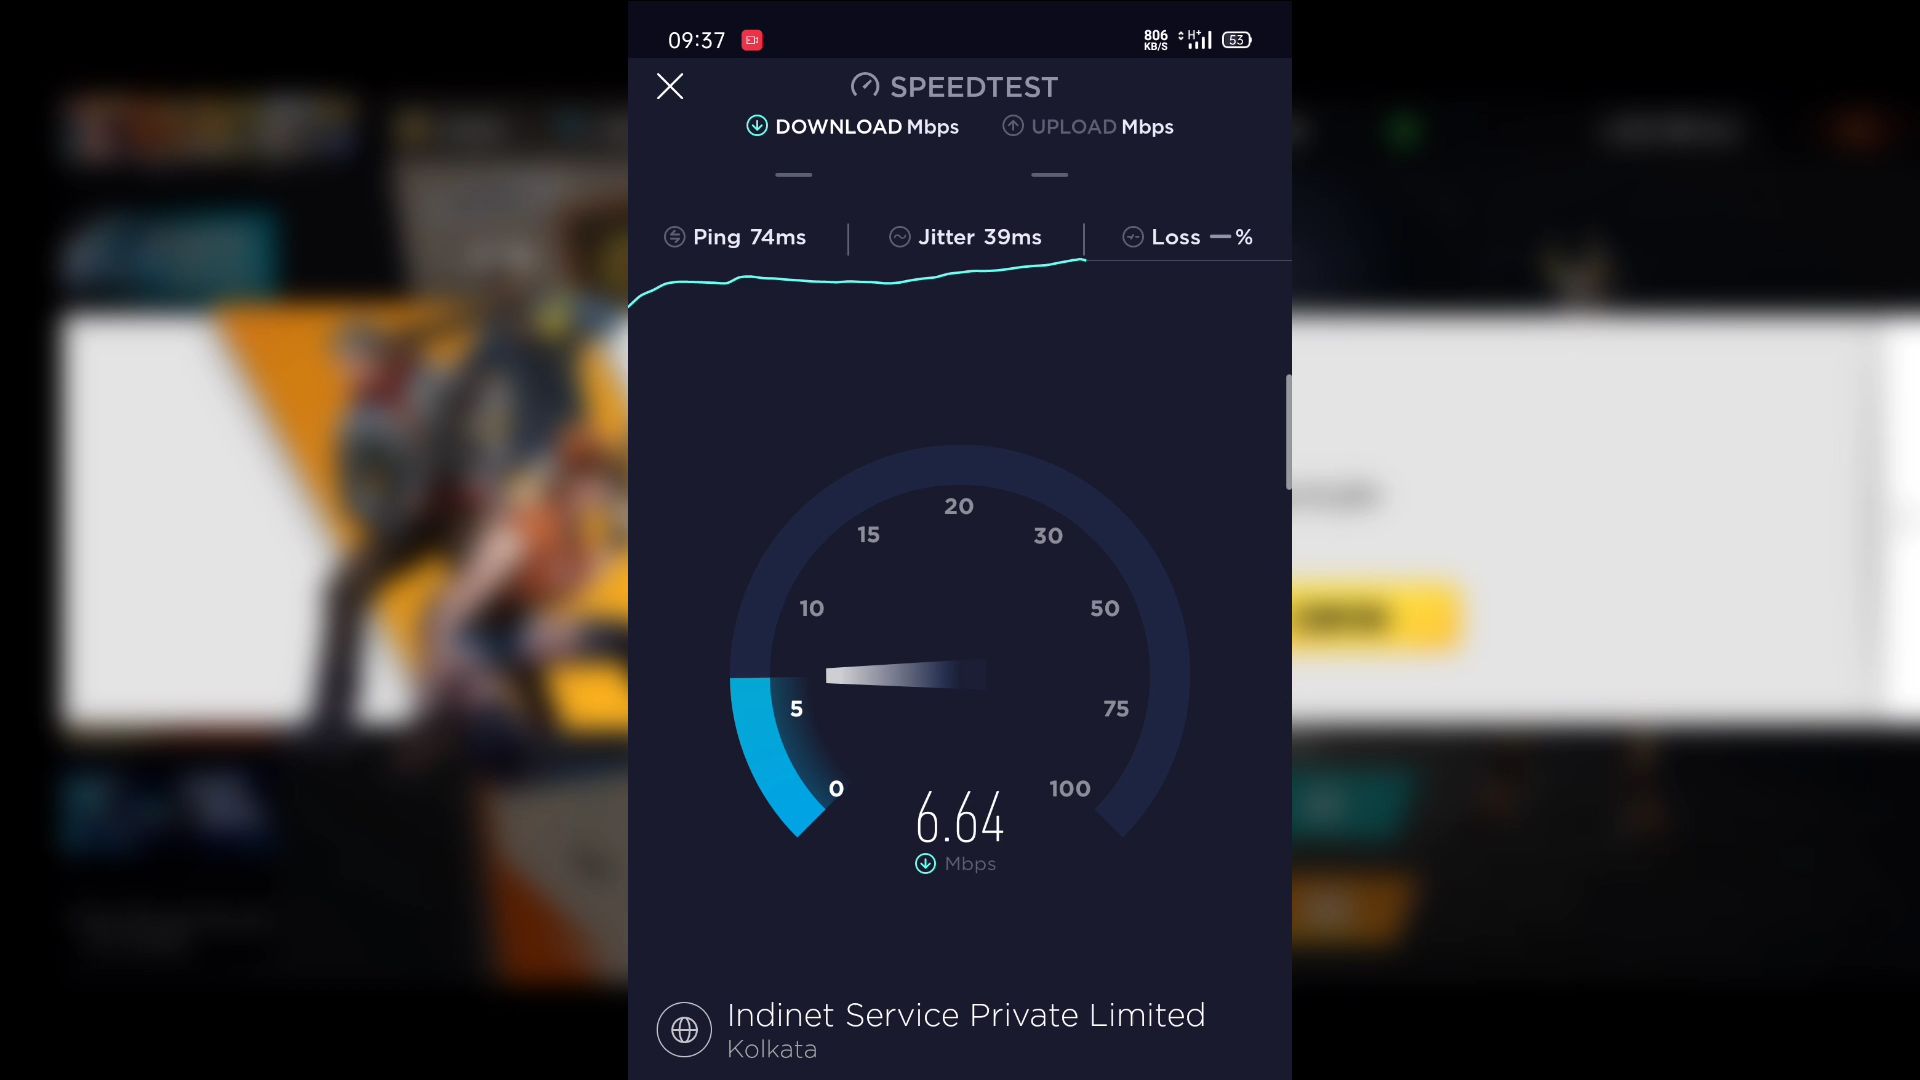 09:37
806 KB/S H+ 53
SPEEDTEST
DOWNLOAD Mbps UPLOAD Mbps
— —
Ping 74ms Jitter 39ms Loss —%
20
15 30
10 50
5 75
0 100
6.64
Mbps
Indinet Service Private Limited
Kolkata